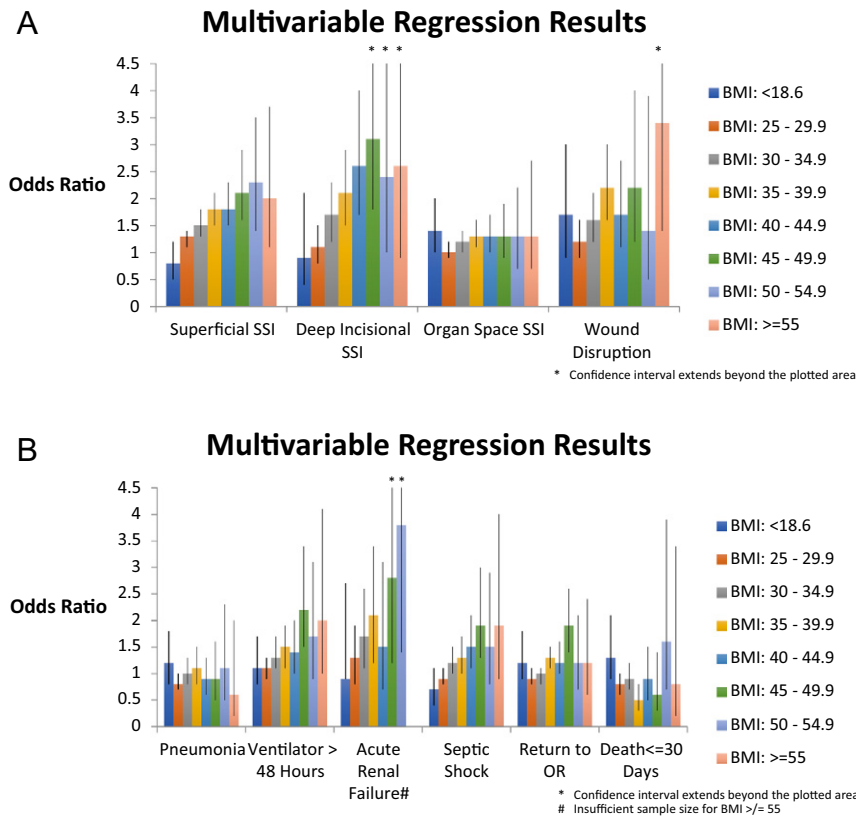 A
Multivariable Regression Results
* * *
*
4.5
4
3.5
3
2.5
2
1.5
1
0.5
0
Odds Ratio
Superficial SSI
Deep Incisional
SSI
Organ Space SSI
Wound
Disruption
BMI: <18.6
BMI: 25 - 29.9
BMI: 30 - 34.9
BMI: 35 - 39.9
BMI: 40 - 44.9
BMI: 45 - 49.9
BMI: 50 - 54.9
BMI: >=55
* Confidence interval extends beyond the plotted area
B
Multivariable Regression Results
* *
4.5
4
3.5
3
2.5
2
1.5
1
0.5
0
Odds Ratio
Pneumonia
Ventilator >
48 Hours
Acute
Renal
Failure#
Septic
Shock
Return to
OR
Death<=30
Days
BMI: <18.6
BMI: 25 - 29.9
BMI: 30 - 34.9
BMI: 35 - 39.9
BMI: 40 - 44.9
BMI: 45 - 49.9
BMI: 50 - 54.9
BMI: >=55
* Confidence interval extends beyond the plotted area
# Insufficient sample size for BMI >/= 55